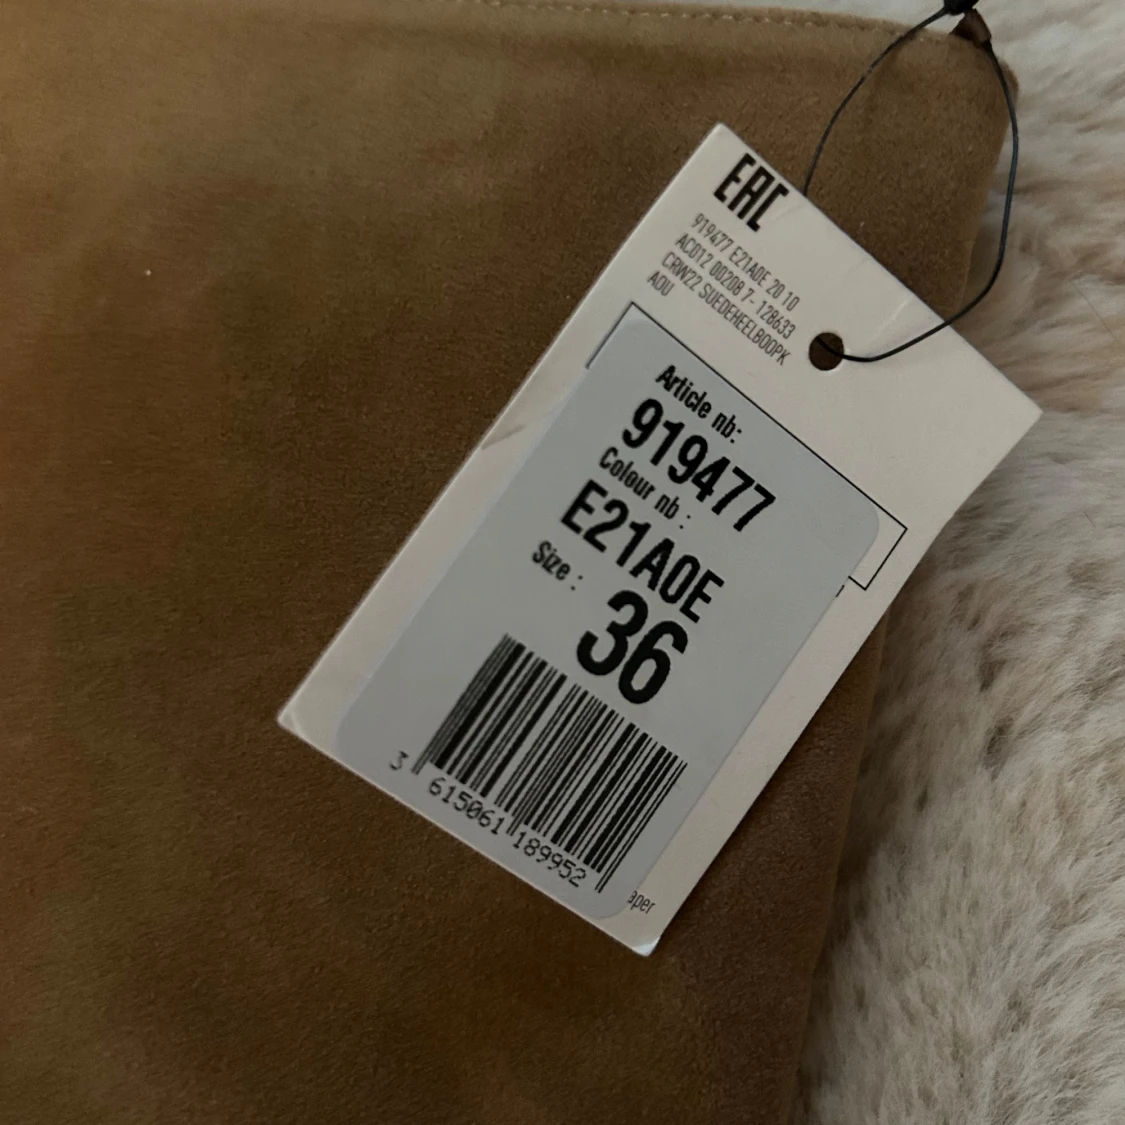 EAC
919477 E21A0E 20 10
AC012 00208 7- 128633
CRW22 SUEDEHEELBOOPK
AOU
Article nb:
919477
Colour nb :
E21A0E
Size :
36
3 615061 189952
aper